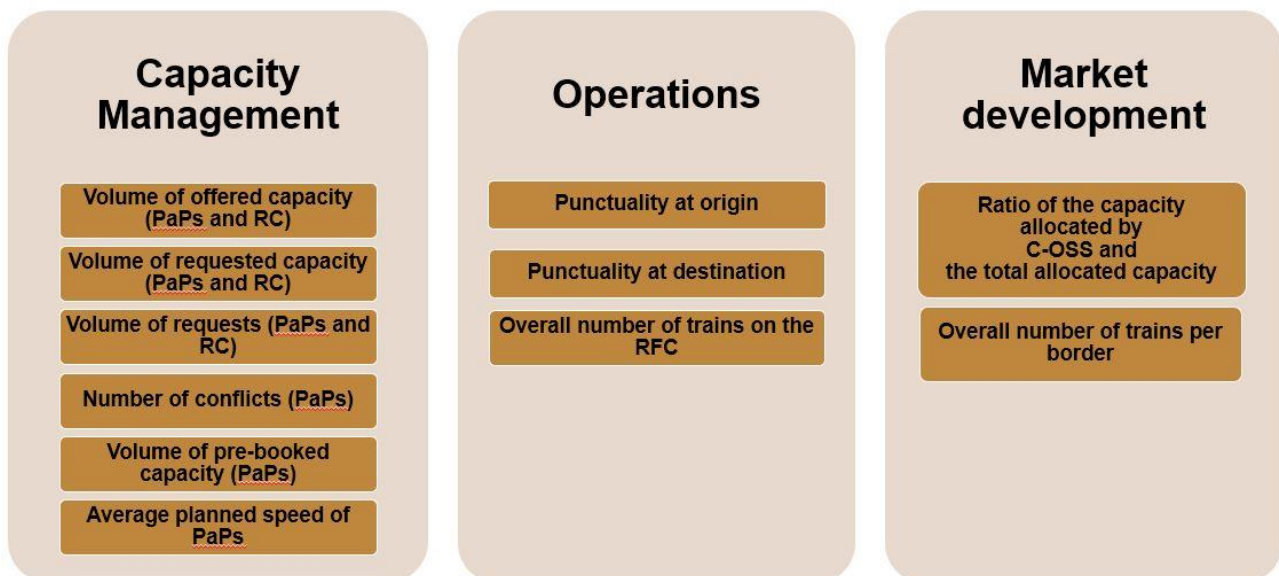 Capacity
Management
Volume of offered capacity
(PaPs and RC)
Volume of requested capacity
(PaPs and RC)
Volume of requests (PaPs and
RC)
Number of conflicts (PaPs)
Volume of pre-booked
capacity (PaPs)
Average planned speed of
PaPs
Operations
Punctuality at origin
Punctuality at destination
Overall number of trains on the
RFC
Market
development
Ratio of the capacity
allocated by
C-OSS and
the total allocated capacity
Overall number of trains per
border